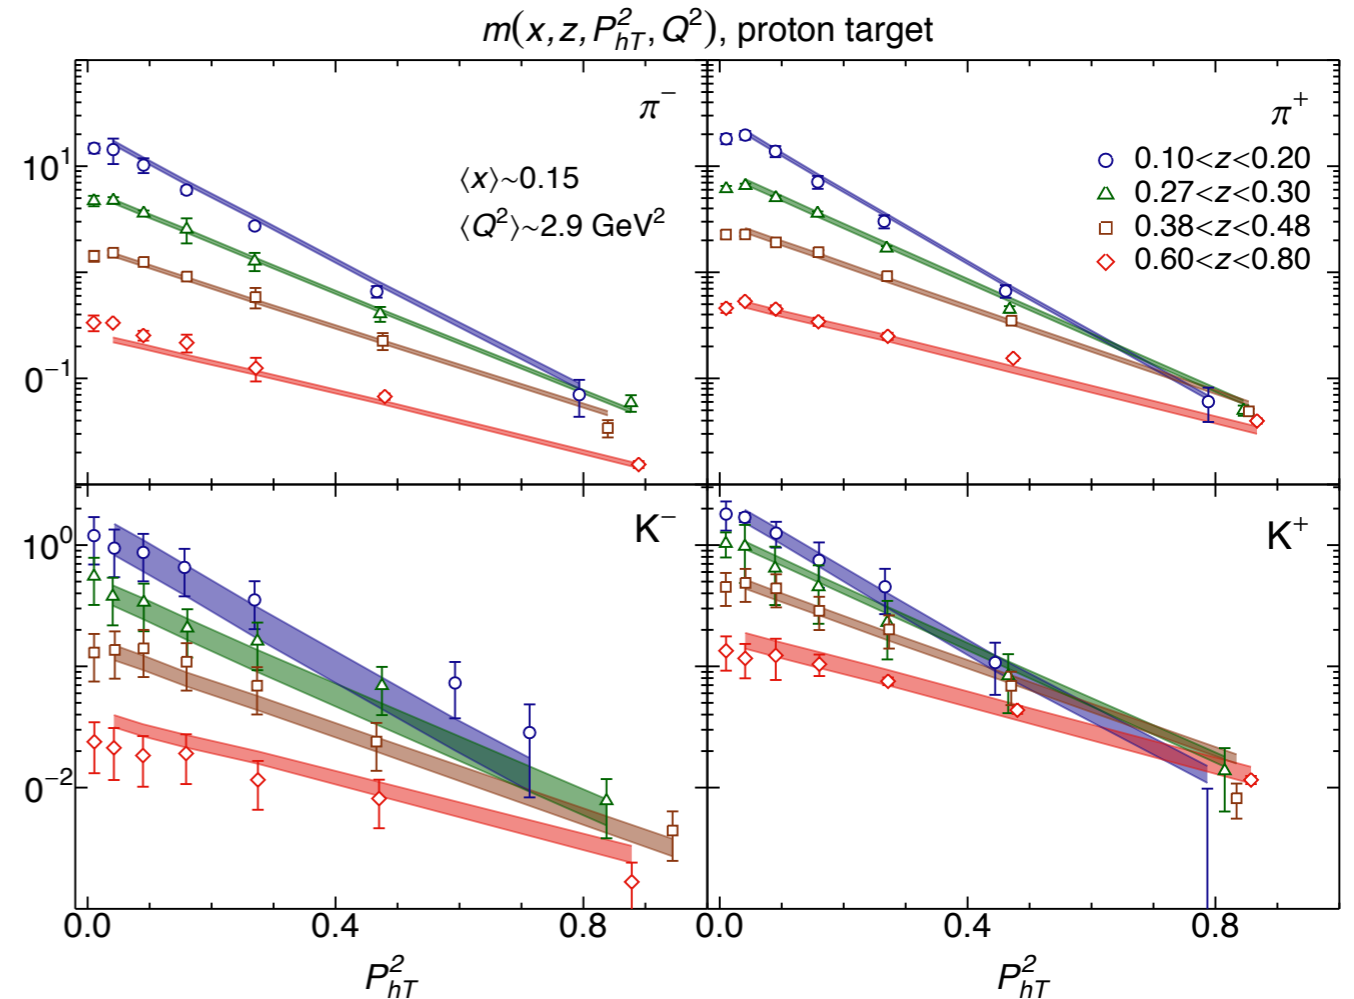 m(x, z, P²hT, Q²), proton target
π⁻
π⁺
⟨x⟩~0.15
⟨Q²⟩~2.9 GeV²
0.10<z<0.20
0.27<z<0.30
0.38<z<0.48
0.60<z<0.80
10¹
10⁻¹
K⁻
K⁺
10⁰
10⁻²
0.0 0.4 0.8 0.0 0.4 0.8
P²hT P²hT